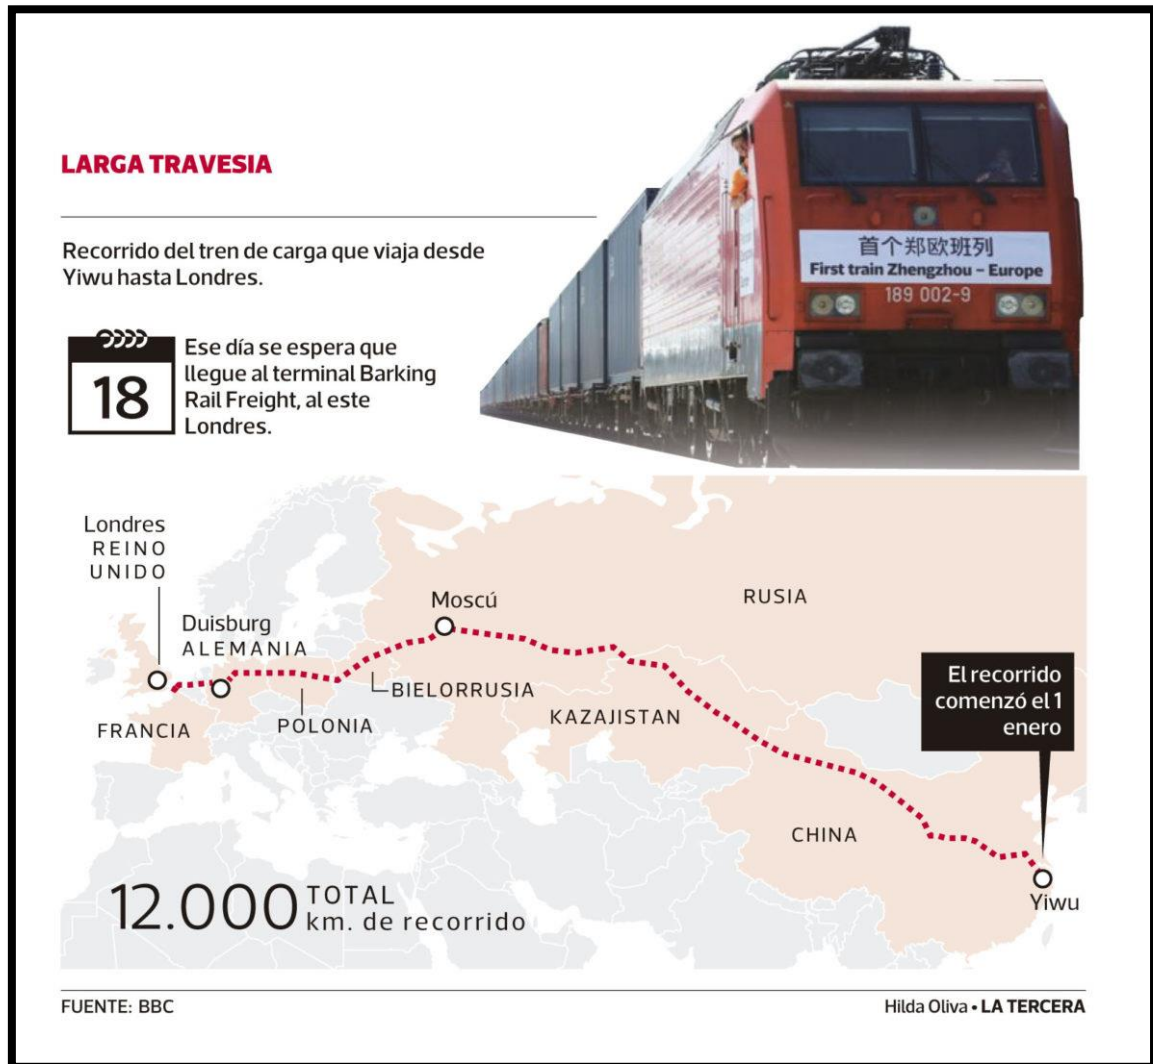 LARGA TRAVESIA
Recorrido del tren de carga que viaja desde
Yiwu hasta Londres.
18
Ese día se espera que
llegue al terminal Barking
Rail Freight, al este
Londres.
首个郑欧班列
First train Zhengzhou – Europe
189 002-9
Londres
REINO
UNIDO
Duisburg
ALEMANIA
Moscú
RUSIA
BIELORRUSIA
FRANCIA
POLONIA
KAZAJISTAN
El recorrido
comenzó el 1
enero
CHINA
Yiwu
12.000 TOTAL
km. de recorrido
FUENTE: BBC
Hilda Oliva • LA TERCERA